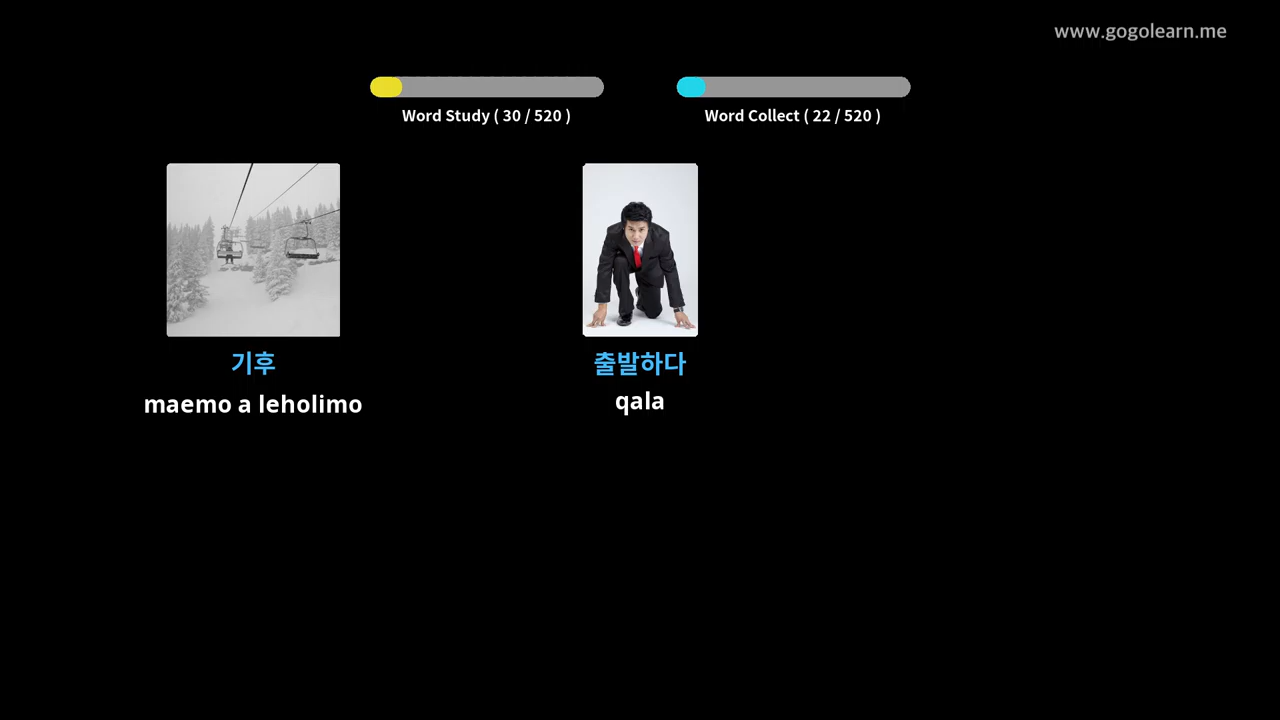 www.gogolearn.me
Word Study ( 30 / 520 )
Word Collect ( 22 / 520 )
기후
maemo a leholimo
출발하다
qala